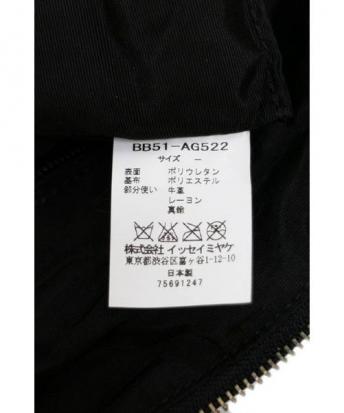 BB51-AG522
サイズ －
表面 ポリウレタン
基布 ポリエステル
部分使い 牛革
レーヨン
真鍮
株式会社 イッセイミヤケ
東京都渋谷区富ヶ谷 1-12-10
日本製
75691247